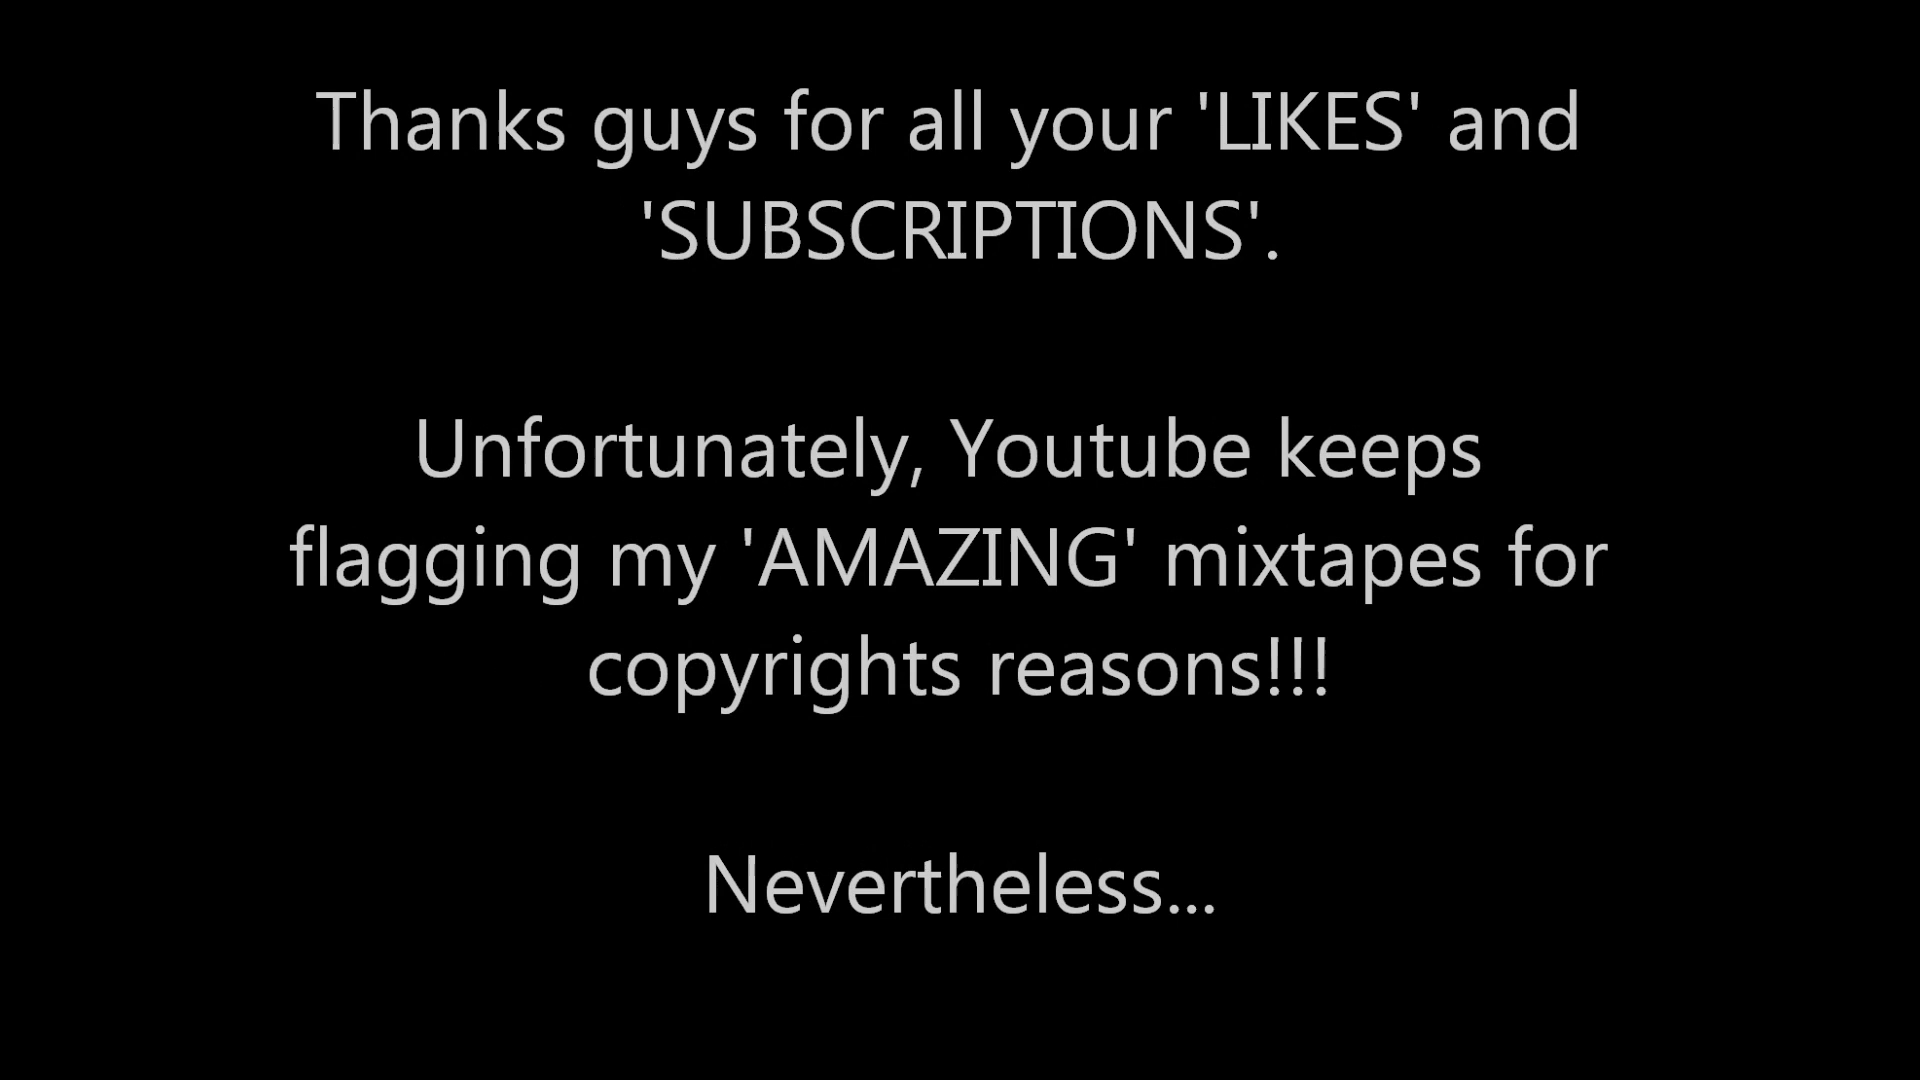 Thanks guys for all your 'LIKES' and
'SUBSCRIPTIONS'.
Unfortunately, Youtube keeps
flagging my 'AMAZING' mixtapes for
copyrights reasons!!!
Nevertheless...